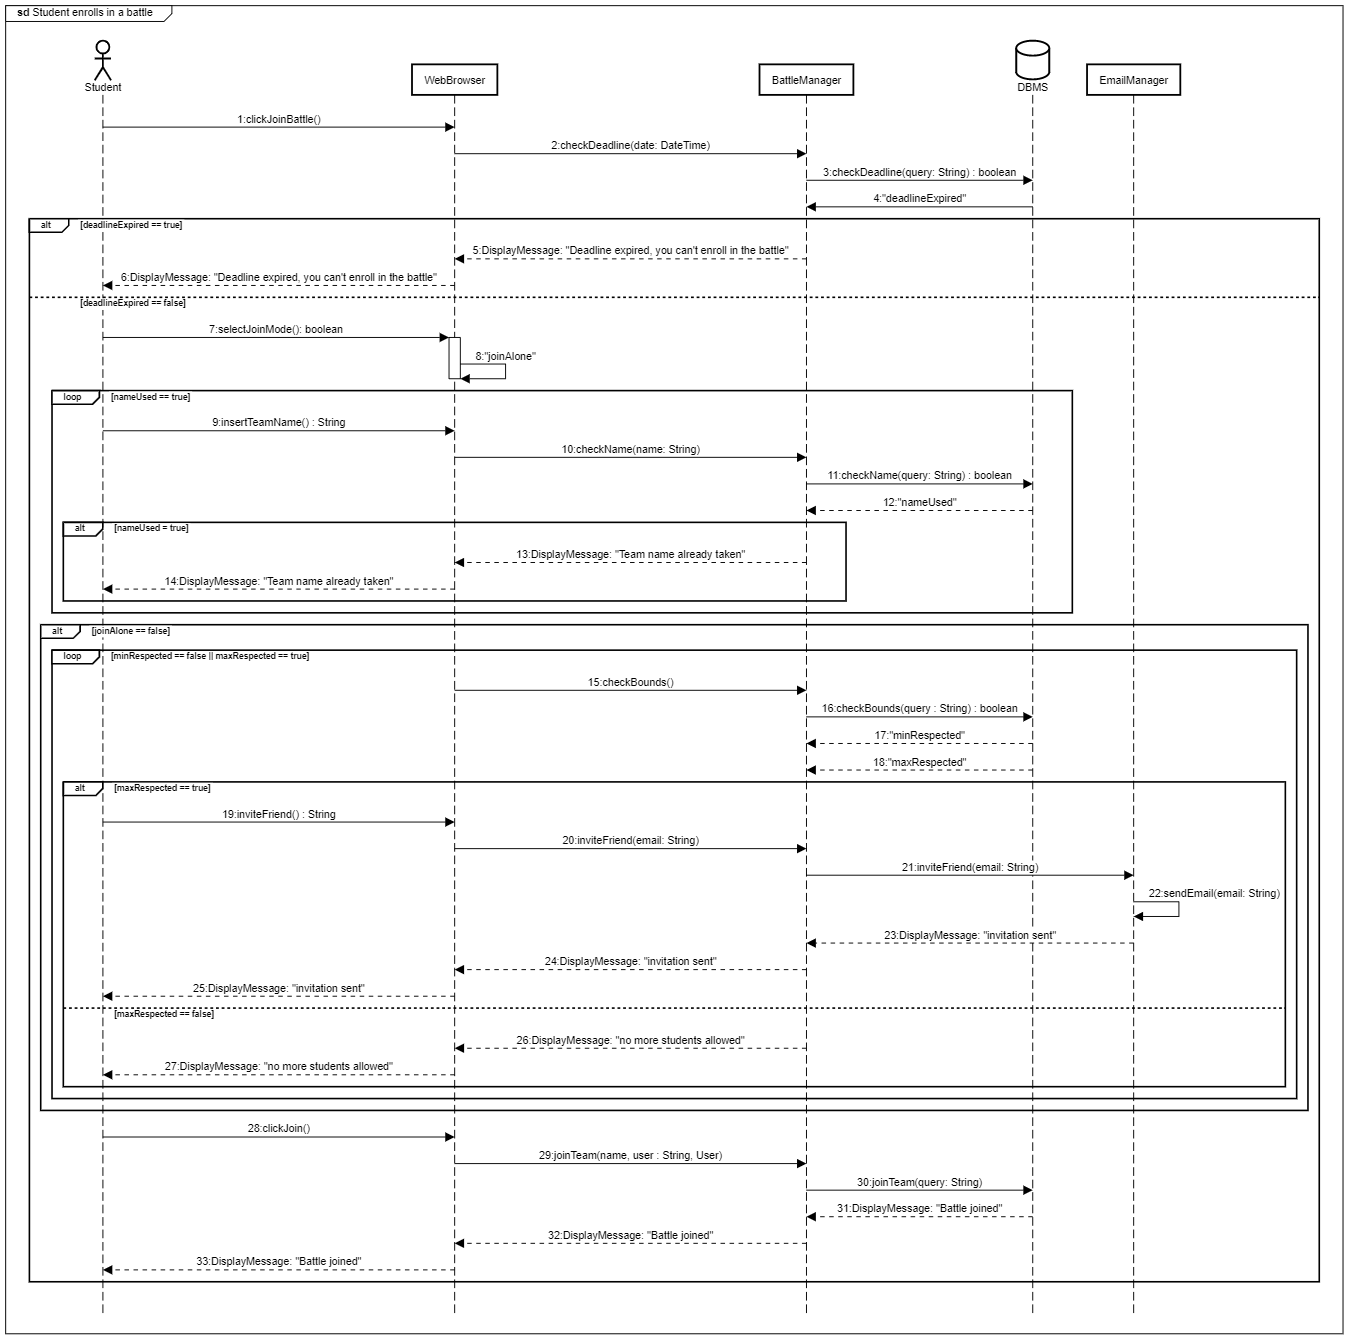 sd Student enrolls in a battle
Student
WebBrowser
BattleManager
DBMS
EmailManager
1:clickJoinBattle()
2:checkDeadline(date: DateTime)
3:checkDeadline(query: String) : boolean
4:"deadlineExpired"
alt
[deadlineExpired == true]
5:DisplayMessage: "Deadline expired, you can't enroll in the battle"
6:DisplayMessage: "Deadline expired, you can't enroll in the battle"
[deadlineExpired == false]
7:selectJoinMode(): boolean
8:"joinAlone"
loop
[nameUsed == true]
9:insertTeamName() : String
10:checkName(name: String)
11:checkName(query: String) : boolean
12:"nameUsed"
alt
[nameUsed = true]
13:DisplayMessage: "Team name already taken"
14:DisplayMessage: "Team name already taken"
alt
[joinAlone == false]
loop
[minRespected == false || maxRespected == true]
15:checkBounds()
16:checkBounds(query : String) : boolean
17:"minRespected"
18:"maxRespected"
alt
[maxRespected == true]
19:inviteFriend() : String
20:inviteFriend(email: String)
21:inviteFriend(email: String)
22:sendEmail(email: String)
23:DisplayMessage: "invitation sent"
24:DisplayMessage: "invitation sent"
25:DisplayMessage: "invitation sent"
[maxRespected == false]
26:DisplayMessage: "no more students allowed"
27:DisplayMessage: "no more students allowed"
28:clickJoin()
29:joinTeam(name, user : String, User)
30:joinTeam(query: String)
31:DisplayMessage: "Battle joined"
32:DisplayMessage: "Battle joined"
33:DisplayMessage: "Battle joined"